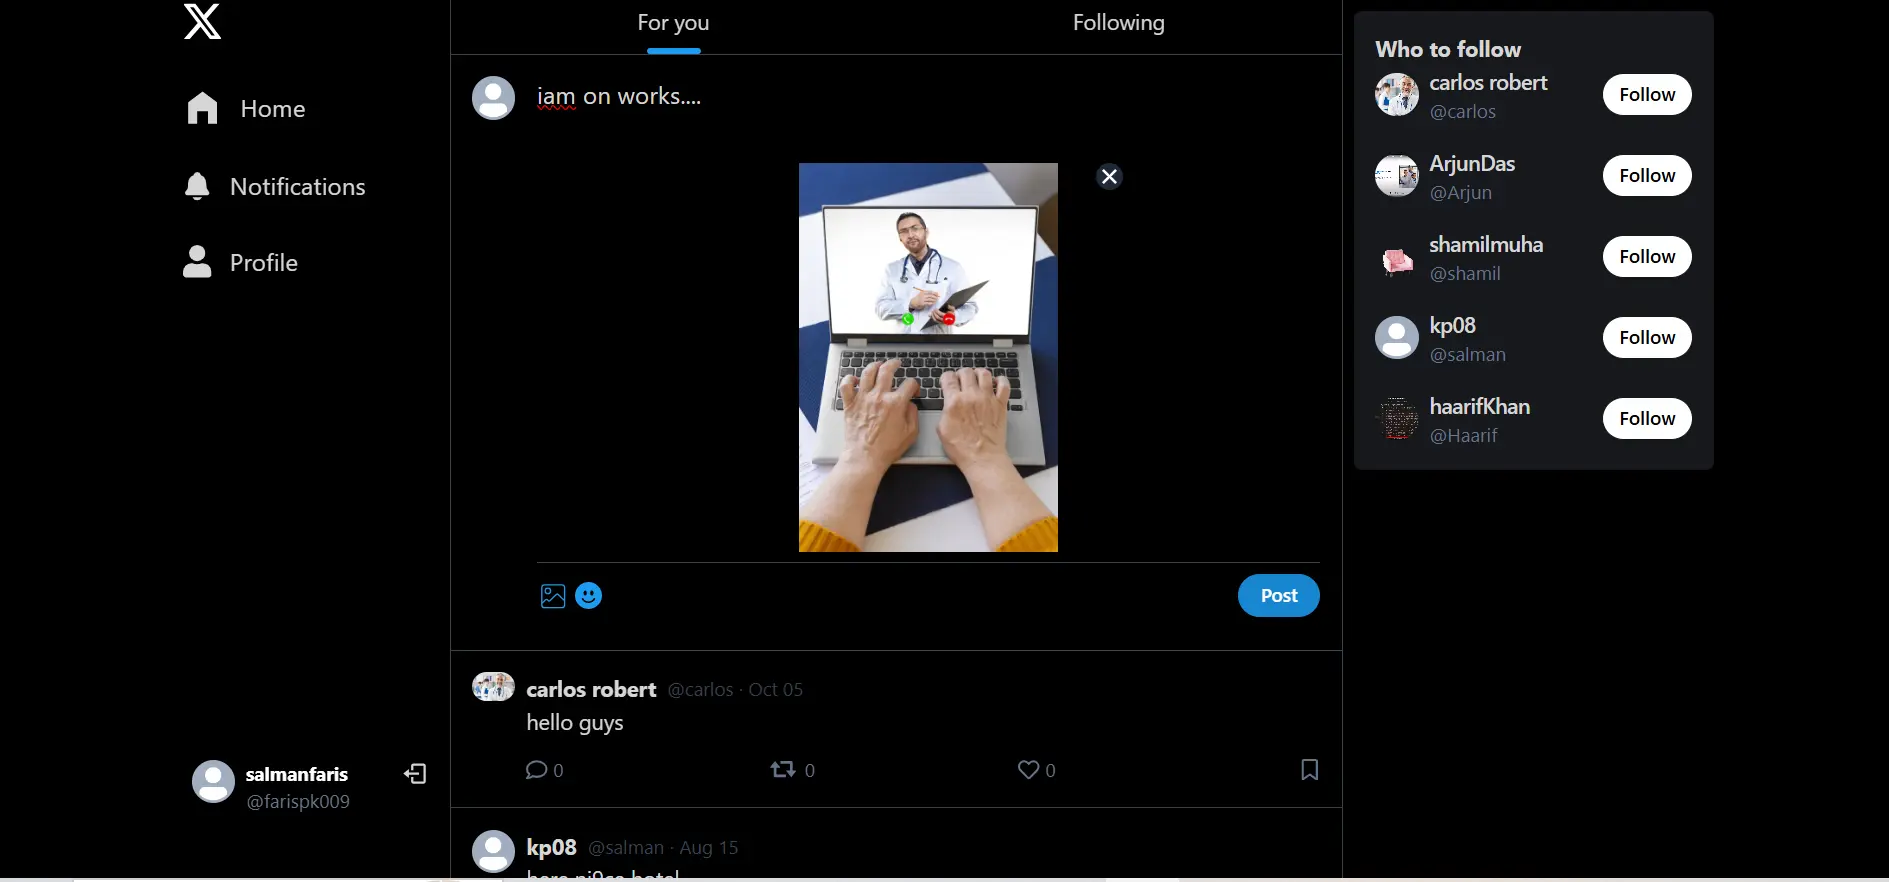 Home
Notifications
Profile
salmanfaris
@farispk009
For you
Following
iam on works....
Post
carlos robert @carlos · Oct 05
hello guys
0
0
0
kp08 @salman · Aug 15
Who to follow
carlos robert
@carlos
Follow
ArjunDas
@Arjun
Follow
shamilmuha
@shamil
Follow
kp08
@salman
Follow
haarifKhan
@Haarif
Follow